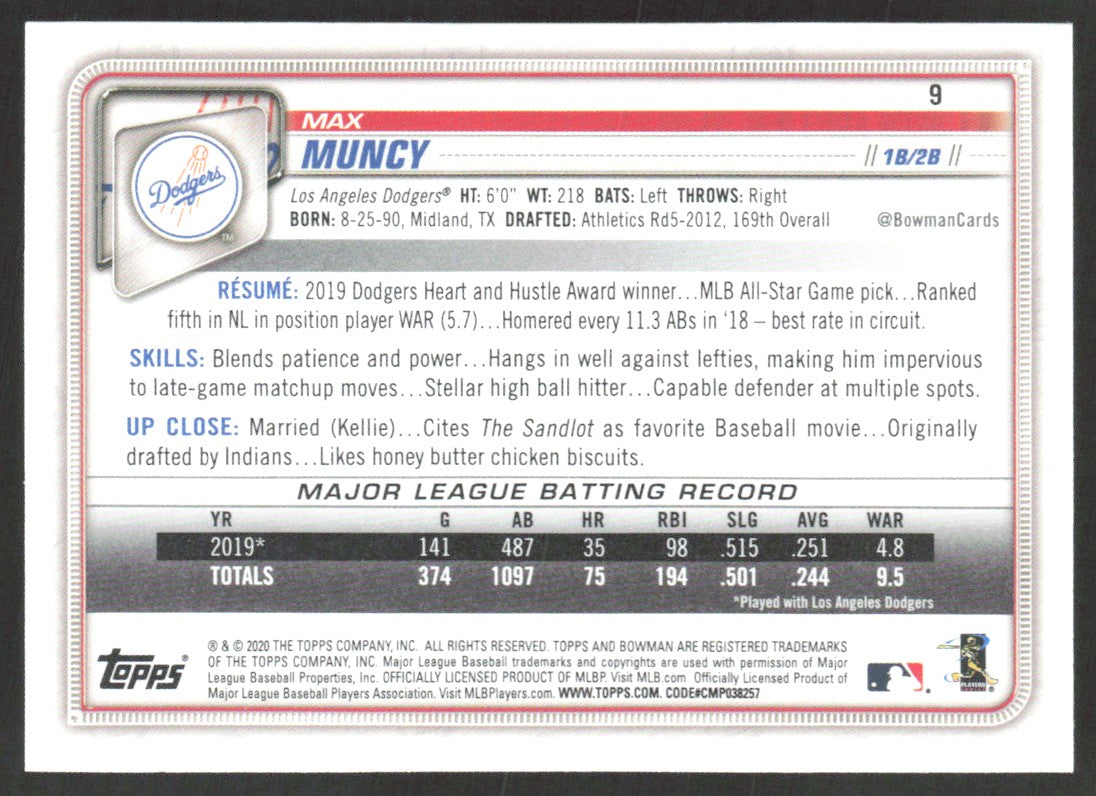 9
MAX
MUNCY // 1B/2B //
Dodgers
TM
Los Angeles Dodgers® HT: 6'0" WT: 218 BATS: Left THROWS: Right
BORN: 8-25-90, Midland, TX DRAFTED: Athletics Rd5-2012, 169th Overall @BowmanCards
RÉSUMÉ: 2019 Dodgers Heart and Hustle Award winner...MLB All-Star Game pick...Ranked
fifth in NL in position player WAR (5.7)...Homered every 11.3 ABs in '18 – best rate in circuit.
SKILLS: Blends patience and power...Hangs in well against lefties, making him impervious
to late-game matchup moves...Stellar high ball hitter...Capable defender at multiple spots.
UP CLOSE: Married (Kellie)...Cites The Sandlot as favorite Baseball movie...Originally
drafted by Indians...Likes honey butter chicken biscuits.
MAJOR LEAGUE BATTING RECORD
YR G AB HR RBI SLG AVG WAR
2019* 141 487 35 98 .515 .251 4.8
TOTALS 374 1097 75 194 .501 .244 9.5
*Played with Los Angeles Dodgers
® & © 2020 THE TOPPS COMPANY, INC. ALL RIGHTS RESERVED. TOPPS AND BOWMAN ARE REGISTERED TRADEMARKS
OF THE TOPPS COMPANY, INC. Major League Baseball trademarks and copyrights are used with permission of Major
League Baseball Properties, Inc. OFFICIALLY LICENSED PRODUCT OF MLBP. Visit MLB.com Officially Licensed Product of
Major League Baseball Players Association. Visit MLBPlayers.com. WWW.TOPPS.COM. CODE#CMP038257
TOPPS®
PLAYERS
CHOICE